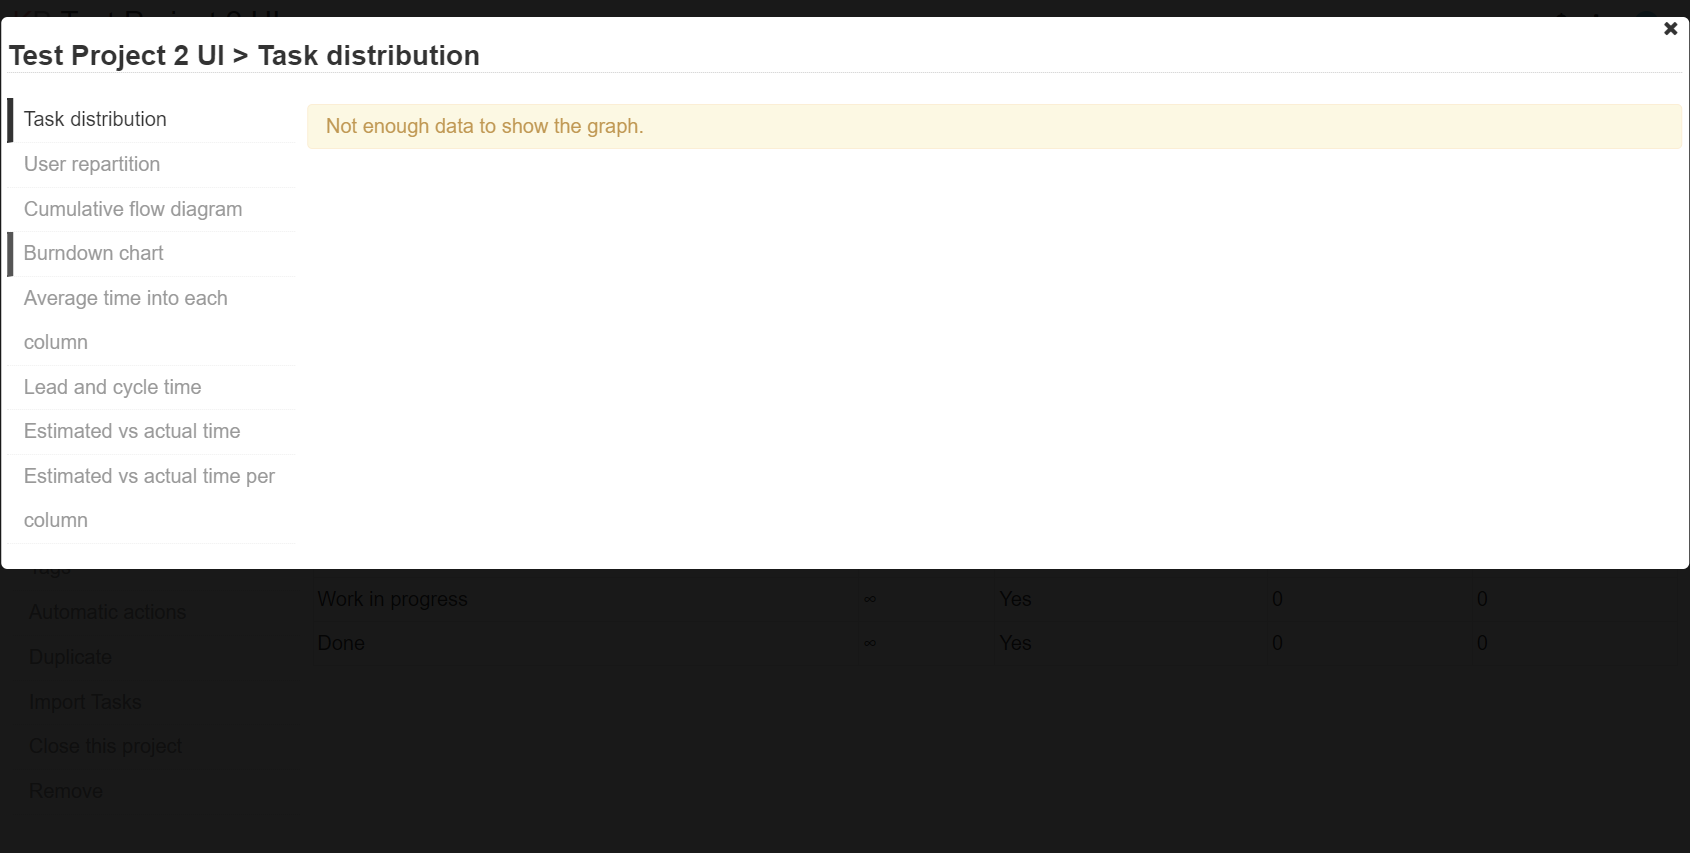 Test Project 2 UI > Task distribution
Task distribution
Not enough data to show the graph.
User repartition
Cumulative flow diagram
Burndown chart
Average time into each
column
Lead and cycle time
Estimated vs actual time
Estimated vs actual time per
column
Work in progress ∞ Yes 0 0
Automatic actions
Done ∞ Yes 0 0
Duplicate
Import Tasks
Close this project
Remove